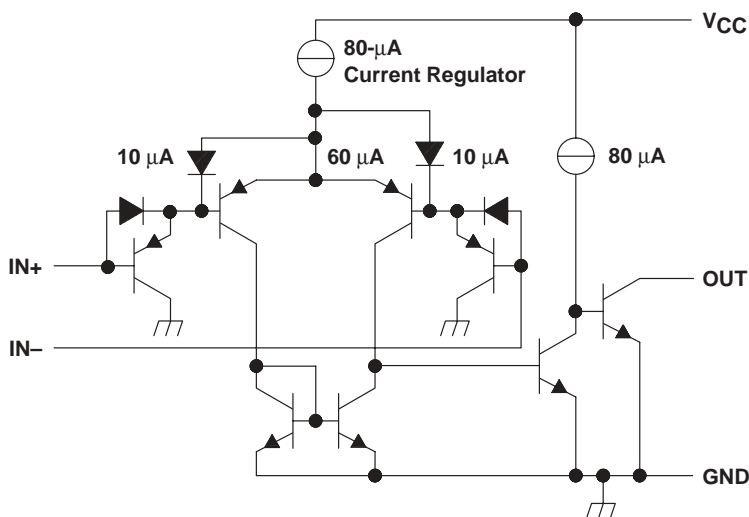 VCC
80-μA
Current Regulator
10 μA
60 μA
10 μA
80 μA
IN+
OUT
IN–
GND